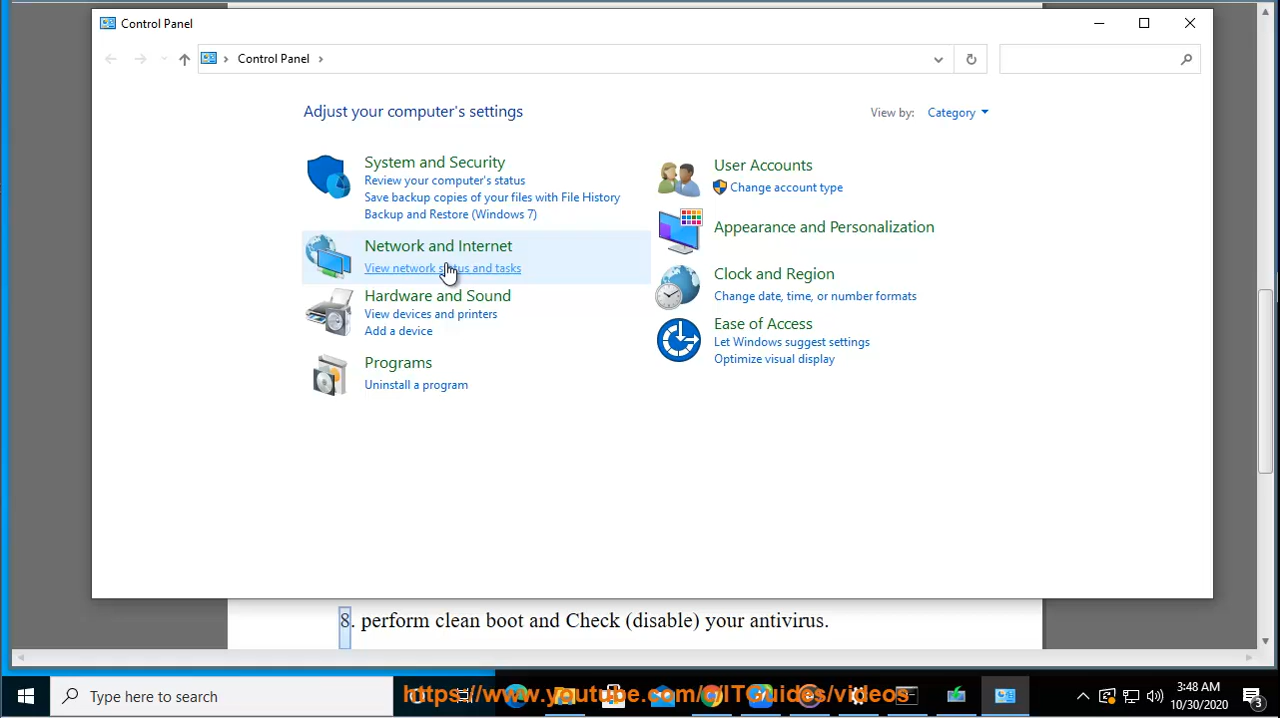 Control Panel
Control Panel
Adjust your computer's settings
View by: Category
System and Security
Review your computer's status
Save backup copies of your files with File History
Backup and Restore (Windows 7)
Network and Internet
View network status and tasks
Hardware and Sound
View devices and printers
Add a device
Programs
Uninstall a program
User Accounts
Change account type
Appearance and Personalization
Clock and Region
Change date, time, or number formats
Ease of Access
Let Windows suggest settings
Optimize visual display
8. perform clean boot and Check (disable) your antivirus.
Type here to search
3:48 AM
10/30/2020
3